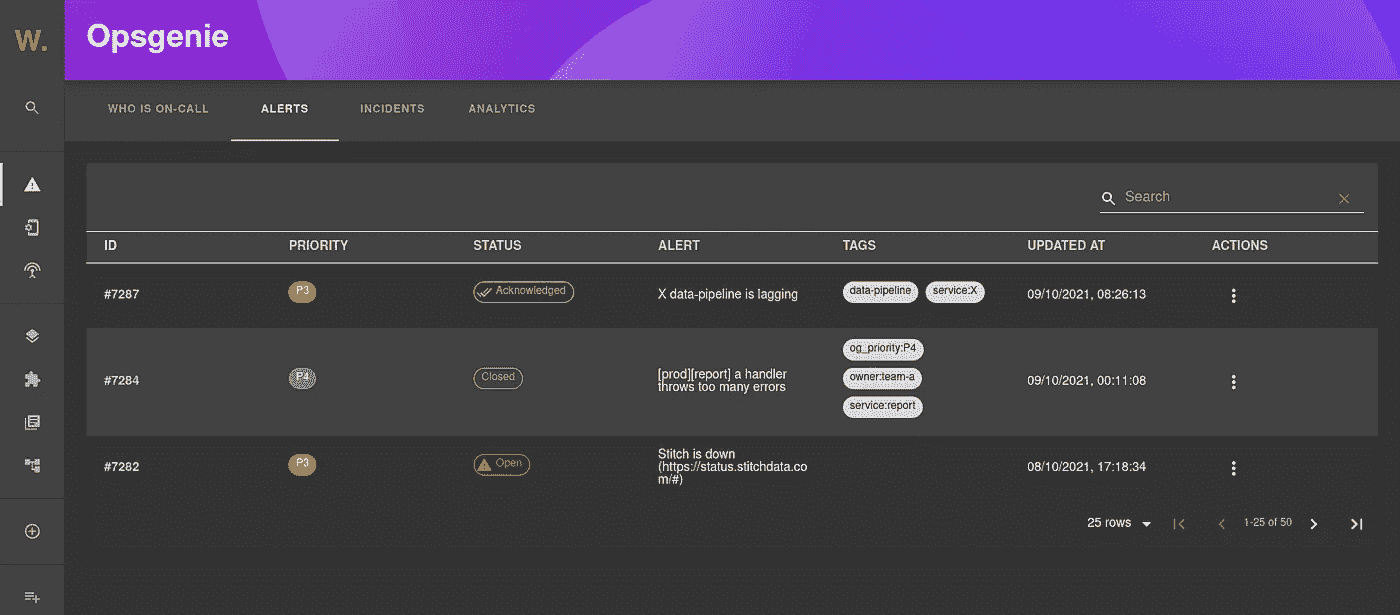 W.
Opsgenie
WHO IS ON-CALL ALERTS INCIDENTS ANALYTICS
Search
ID PRIORITY STATUS ALERT TAGS UPDATED AT ACTIONS
#7287 P3 Acknowledged X data-pipeline is lagging data-pipeline service:X 09/10/2021, 08:26:13
og_priority:P4
#7284 P4 Closed [prod][report] a handler owner:team-a 09/10/2021, 00:11:08
throws too many errors
service:report
Stitch is down
#7282 P3 Open (https://status.stitchdata.co 08/10/2021, 17:18:34
m/#)
25 rows 1-25 of 50